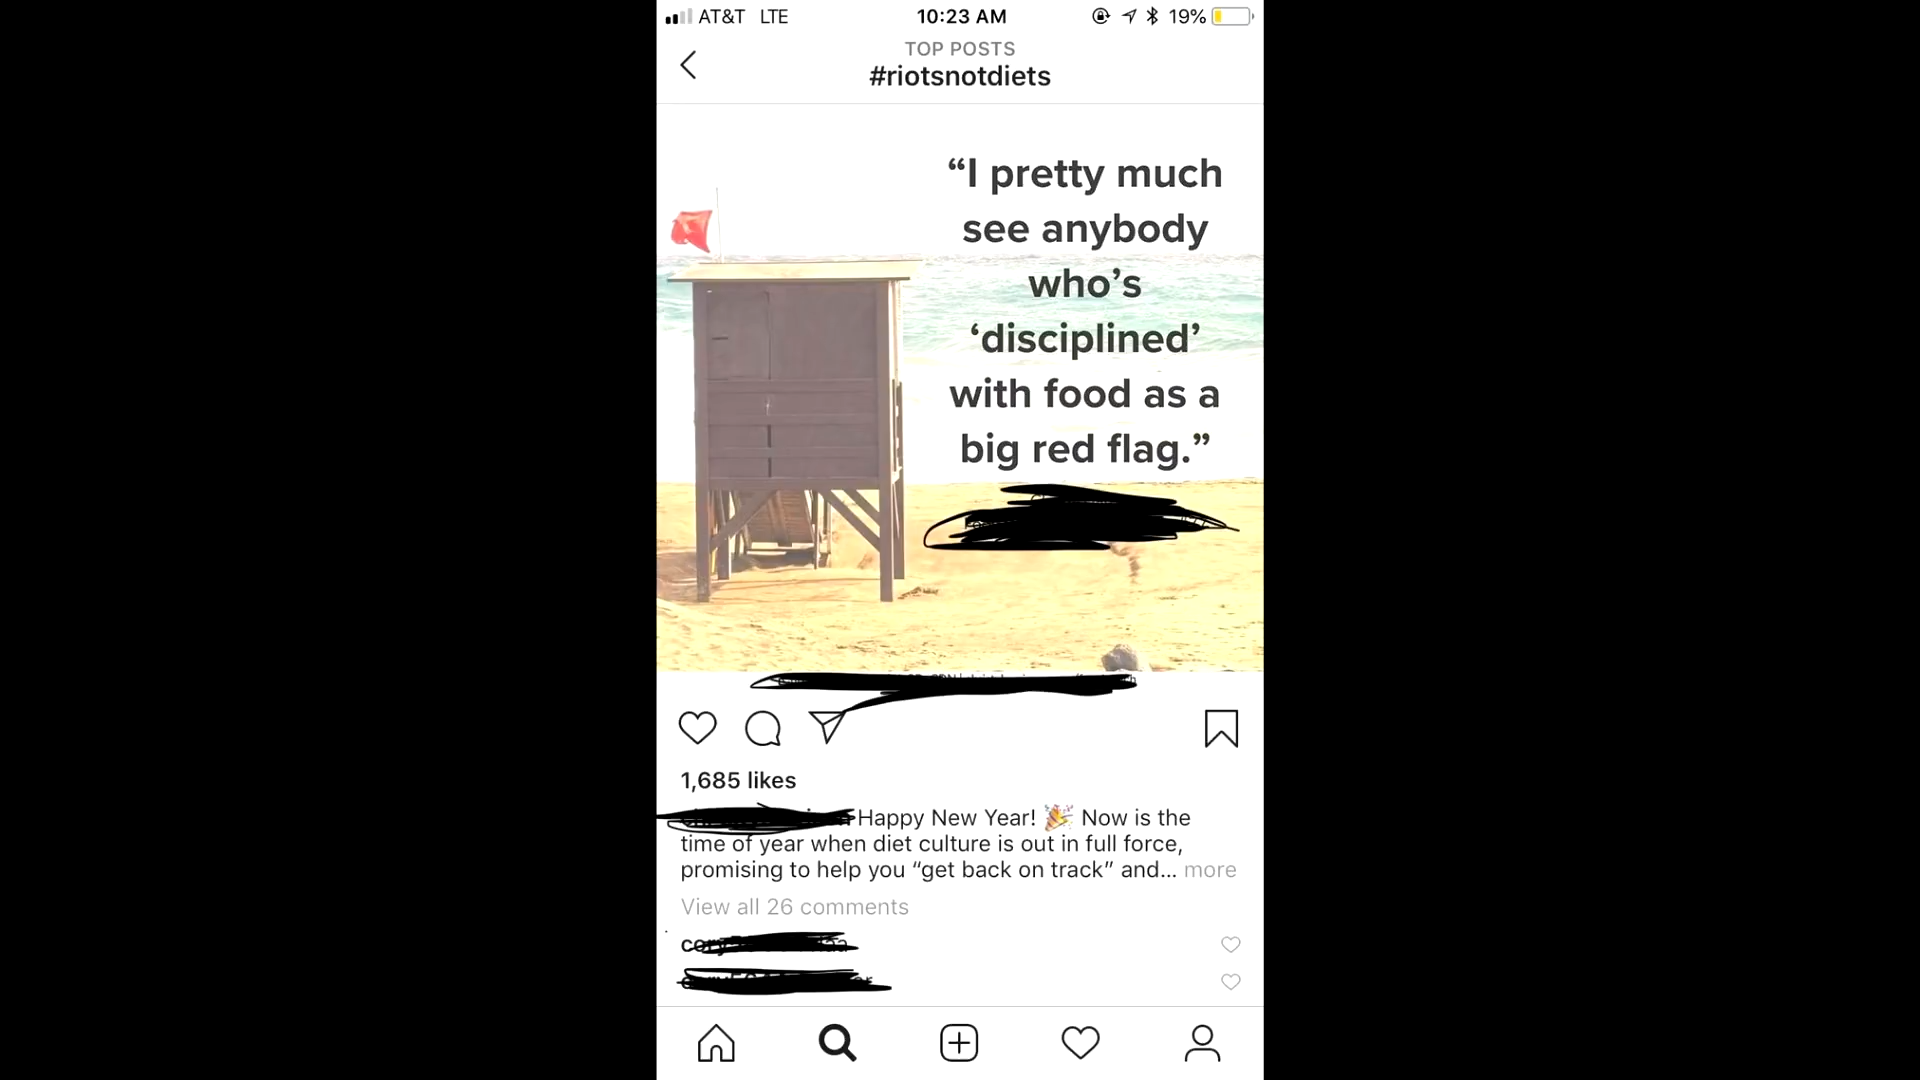 AT&T LTE 10:23 AM 19%
TOP POSTS
#riotsnotdiets
“I pretty much
see anybody
who’s
‘disciplined’
with food as a
big red flag.”
1,685 likes
Happy New Year! 🎉 Now is the
time of year when diet culture is out in full force,
promising to help you “get back on track” and... more
View all 26 comments